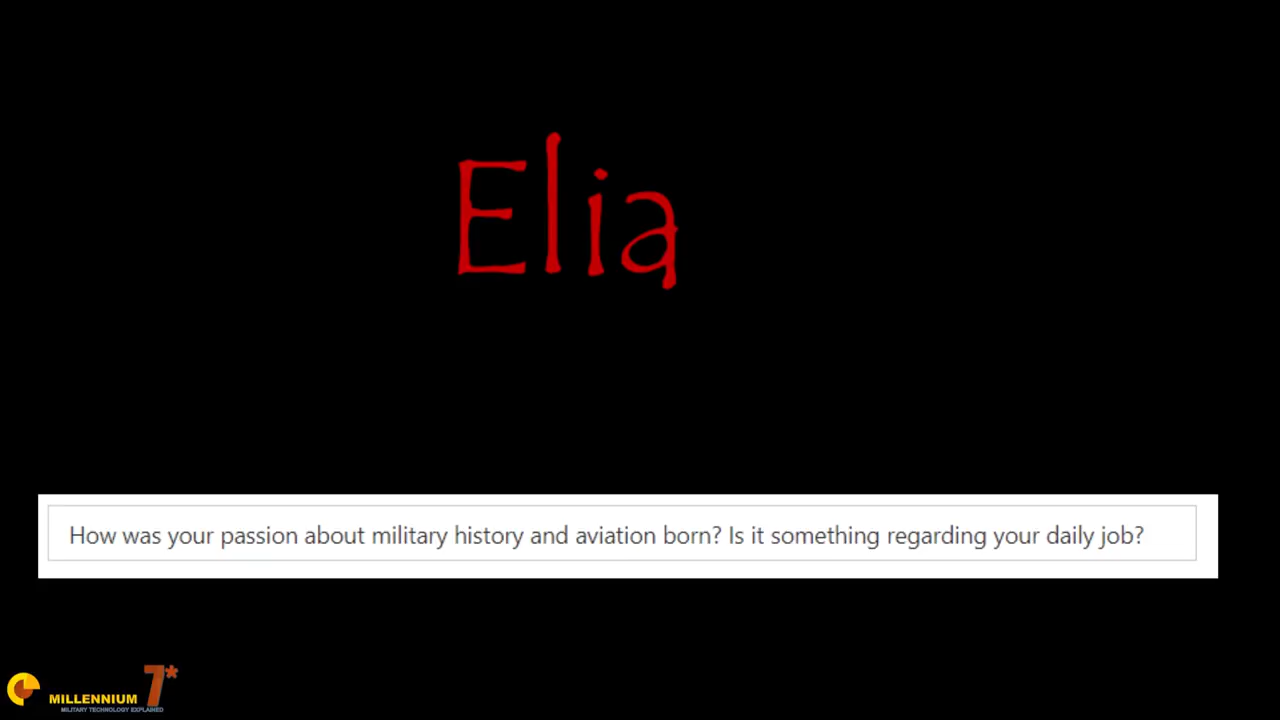 Elia
How was your passion about military history and aviation born? Is it something regarding your daily job?
MILLENNIUM 7*
MILITARY TECHNOLOGY EXPLAINED